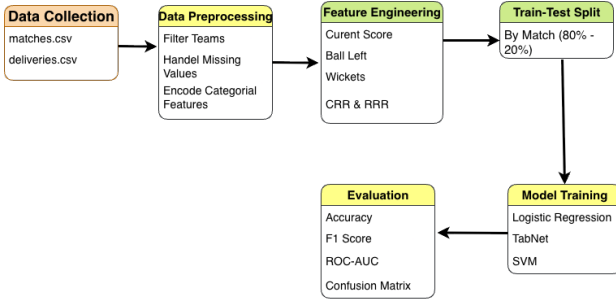 Data Collection
matches.csv
deliveries.csv
Data Preprocessing
Filter Teams
Handel Missing
Values
Encode Categorial
Features
Feature Engineering
Curent Score
Ball Left
Wickets
CRR & RRR
Train-Test Split
By Match (80% -
20%)
Model Training
Logistic Regression
TabNet
SVM
Evaluation
Accuracy
F1 Score
ROC-AUC
Confusion Matrix